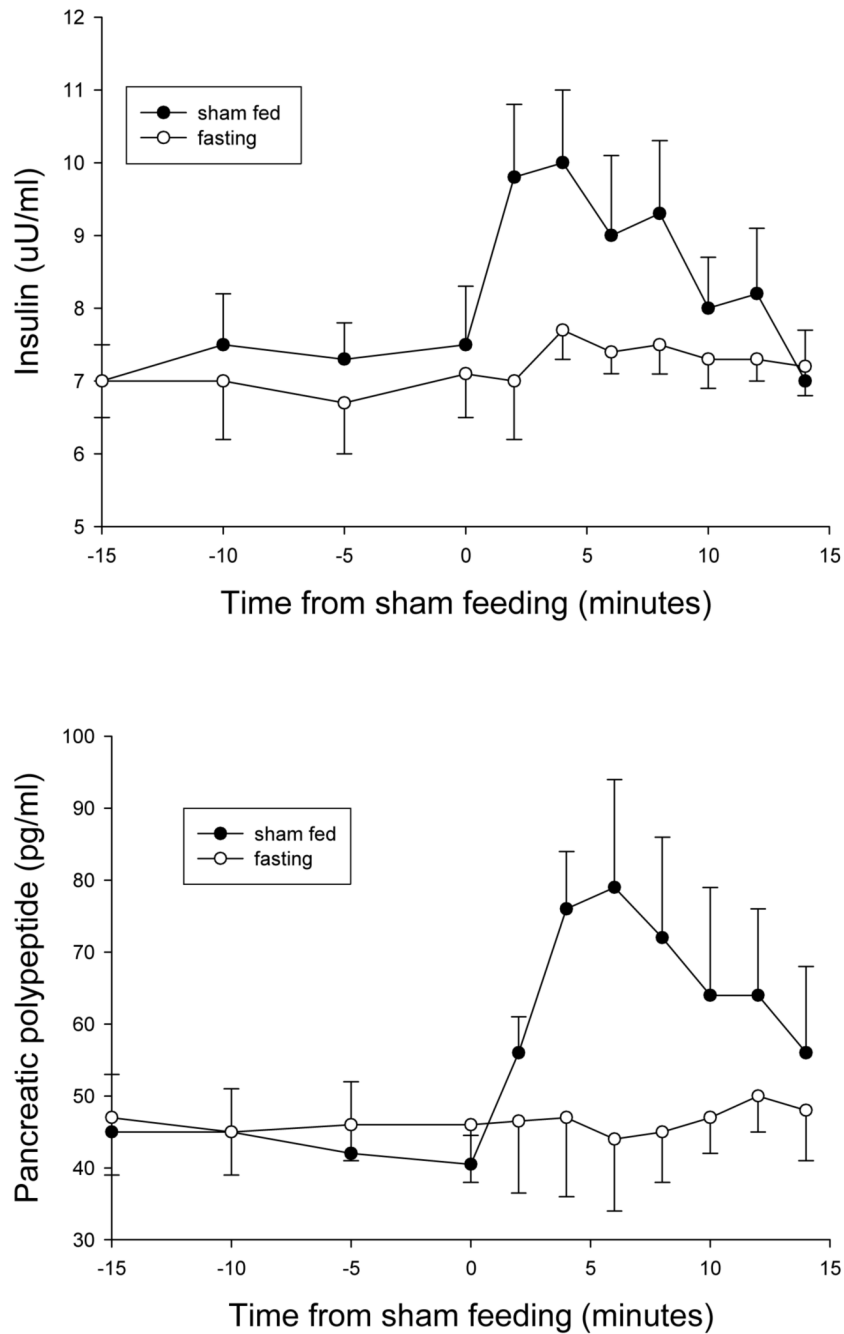 12
11
10
9
8
7
6
5
Insulin (uU/ml)
sham fed
fasting
-15 -10 -5 0 5 10 15
Time from sham feeding (minutes)
100
90
80
70
60
50
40
30
Pancreatic polypeptide (pg/ml)
sham fed
fasting
-15 -10 -5 0 5 10 15
Time from sham feeding (minutes)